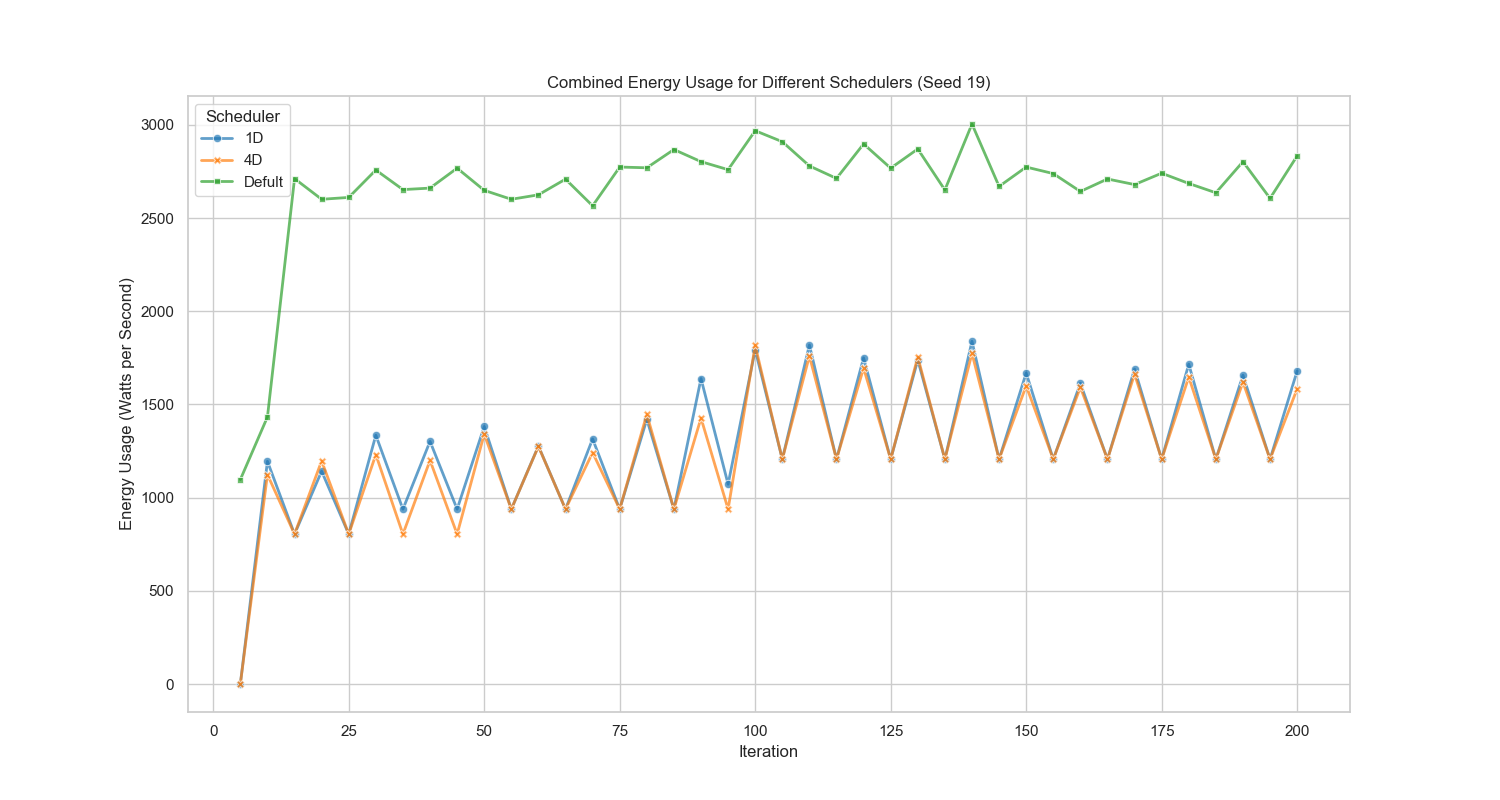 Combined Energy Usage for Different Schedulers (Seed 19)
Scheduler
1D
4D
Defult
Energy Usage (Watts per Second)
3000
2500
2000
1500
1000
500
0
0 25 50 75 100 125 150 175 200
Iteration